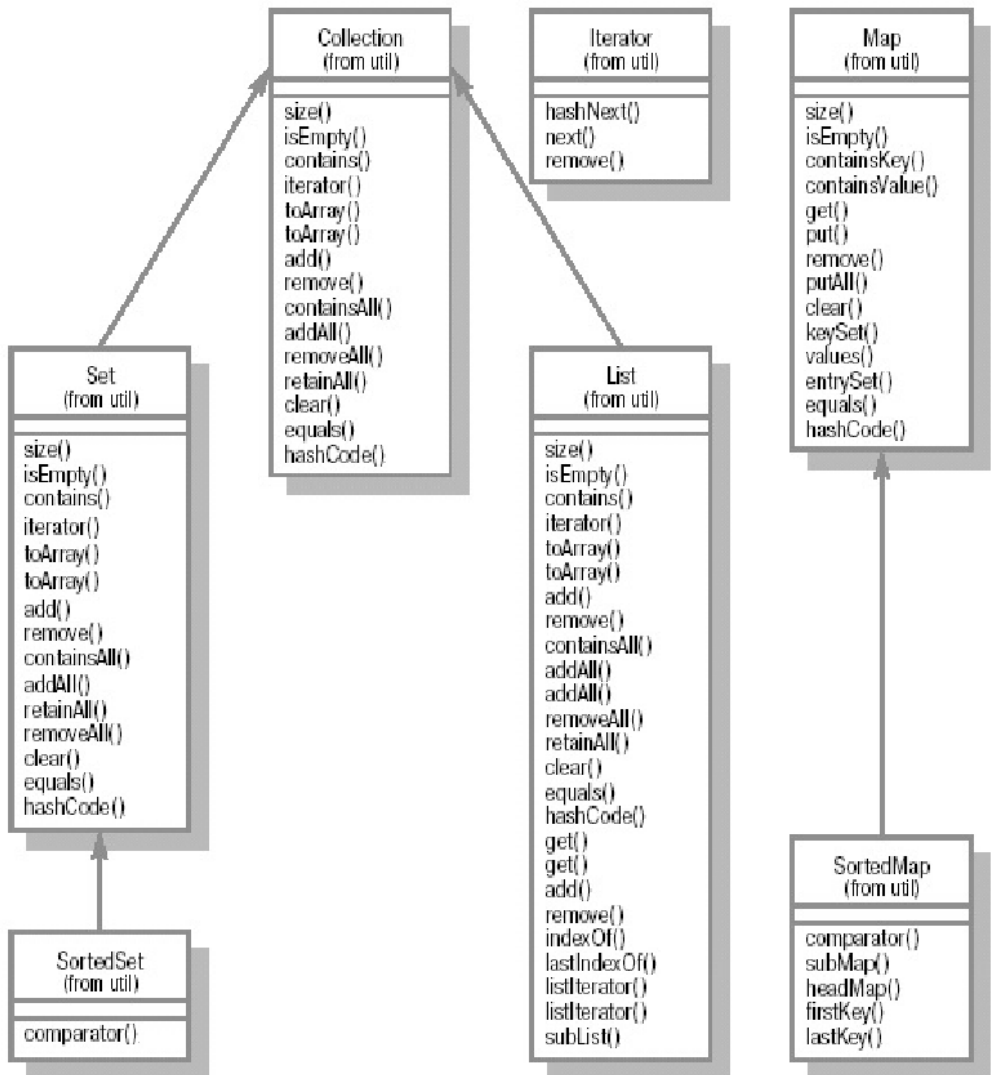 Collection
(from util)
size()
isEmpty()
contains()
iterator()
toArray()
toArray()
add()
remove()
containsAll()
addAll()
removeAll()
retainAll()
clear()
equals()
hashCode()
Iterator
(from util)
hashNext()
next()
remove()
Map
(from util)
size()
isEmpty()
containsKey()
containsValue()
get()
put()
remove()
putAll()
clear()
keySet()
values()
entrySet()
equals()
hashCode()
Set
(from util)
size()
isEmpty()
contains()
iterator()
toArray()
toArray()
add()
remove()
containsAll()
addAll()
retainAll()
removeAll()
clear()
equals()
hashCode()
List
(from util)
size()
isEmpty()
contains()
iterator()
toArray()
toArray()
add()
remove()
containsAll()
addAll()
addAll()
removeAll()
retainAll()
clear()
equals()
hashCode()
get()
get()
add()
remove()
indexOf()
lastIndexOf()
listIterator()
listIterator()
subList()
SortedSet
(from util)
comparator()
SortedMap
(from util)
comparator()
subMap()
headMap()
firstKey()
lastKey()